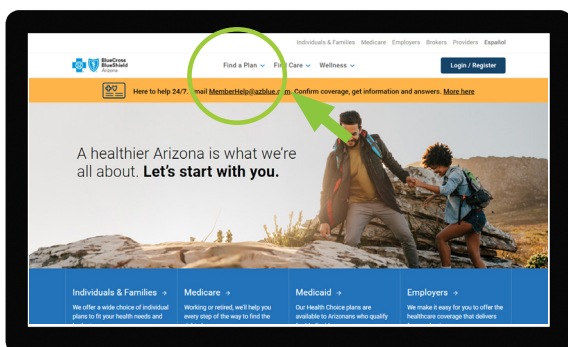 Individuals & Families Medicare Employers Brokers Providers Español
BlueCross
BlueShield
Arizona
Find a Plan Find Care Wellness Login / Register
Here to help 24/7. Email MemberHelp@azblue.com. Confirm coverage, get information and answers. More here
A healthier Arizona is what we're
all about. Let's start with you.
Individuals & Families → Medicare → Medicaid → Employers →
We offer a wide choice of individual Working or retired, we'll help you Our Health Choice plans are We make it easy for you to offer the
plans to fit your health needs and every step of the way to find the available to Arizonans who qualify healthcare coverage that delivers